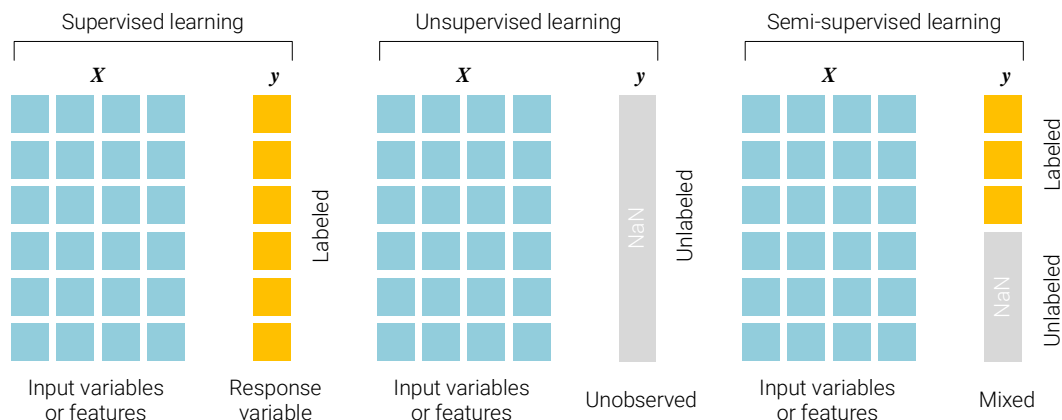 Supervised learning
X
y
Labeled
Input variables
or features
Response
variable
Unsupervised learning
X
y
NaN
Unlabeled
Input variables
or features
Unobserved
Semi-supervised learning
X
y
Labeled
NaN
Unlabeled
Input variables
or features
Mixed